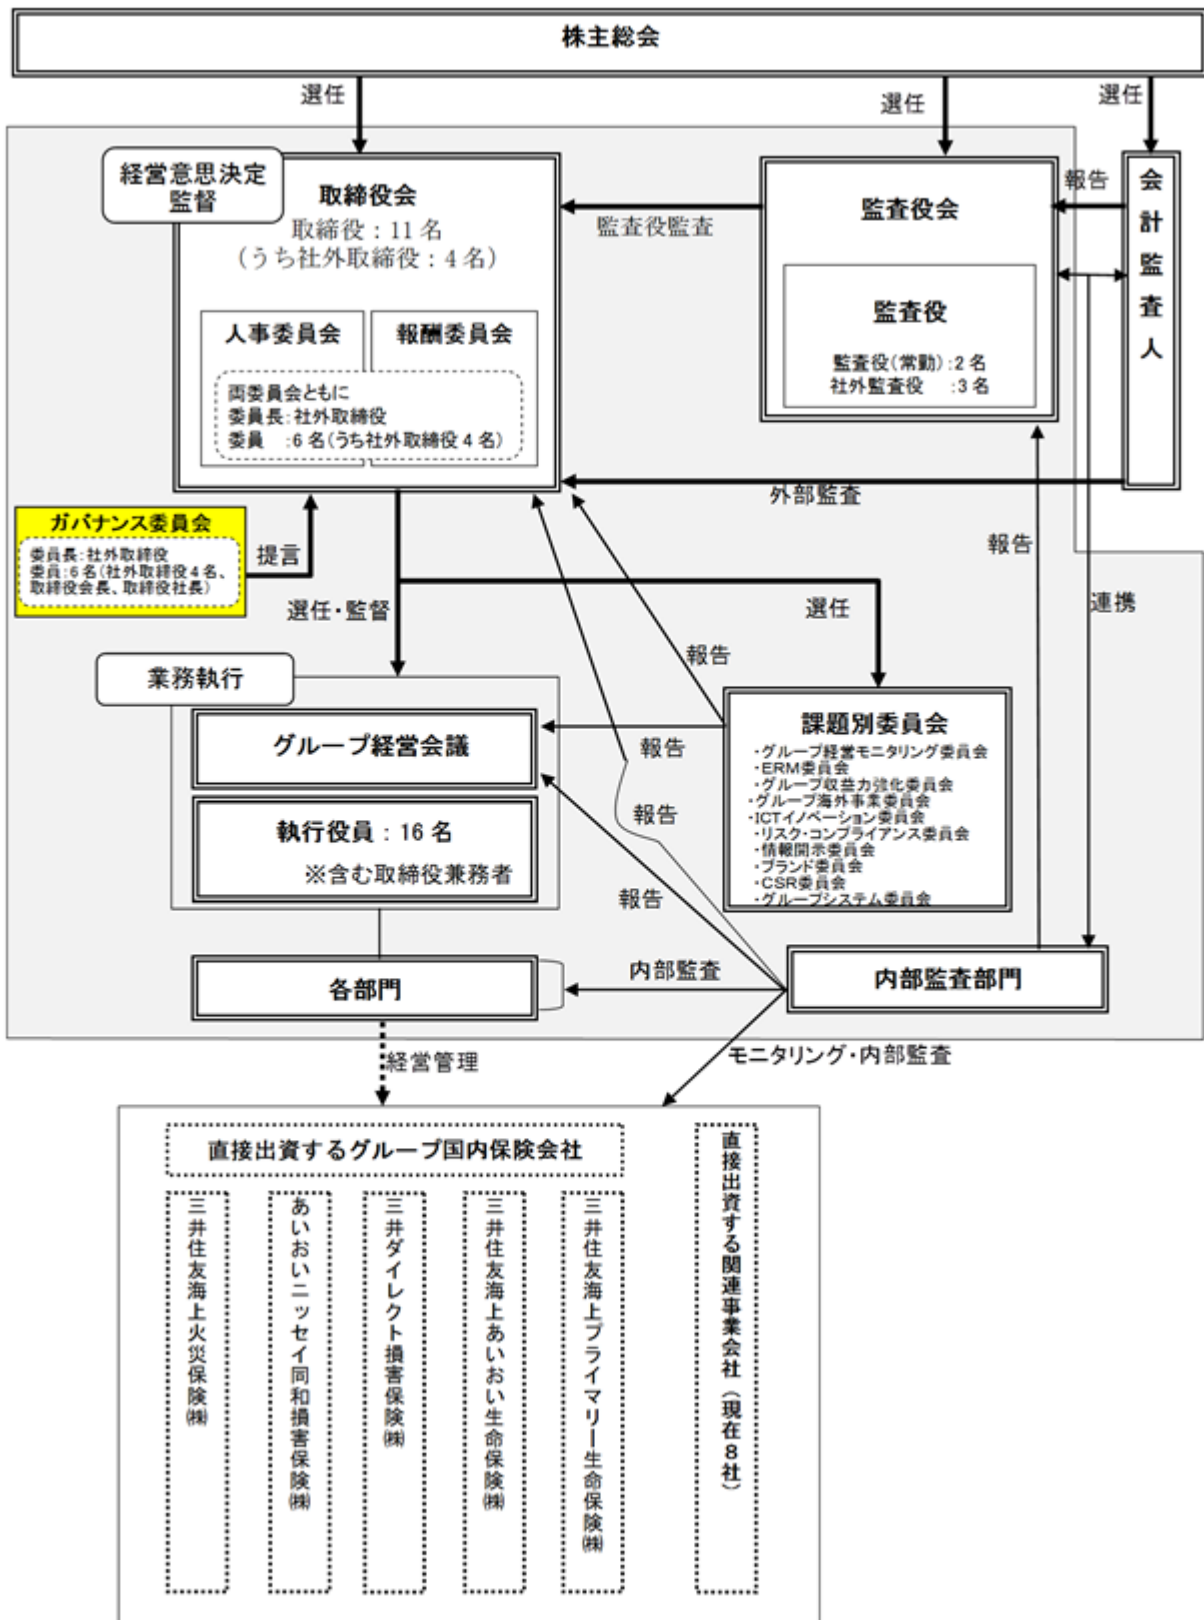 株主総会
選任
選任
選任
経営意思決定
監督
取締役会
取締役：11名
（うち社外取締役：4名）
人事委員会
報酬委員会
両委員会ともに
委員長：社外取締役
委員　：6名（うち社外取締役4名）
監査役監査
監査役会
監査役
監査役（常勤）：2名
社外監査役　：3名
報告
会計監査人
外部監査
ガバナンス委員会
委員長：社外取締役
委員：6名（社外取締役4名、
取締役会長、取締役社長）
提言
選任・監督
選任
報告
報告
連携
業務執行
グループ経営会議
執行役員：16名
※含む取締役兼務者
報告
報告
報告
課題別委員会
・グループ経営モニタリング委員会
・ERM委員会
・グループ収益力強化委員会
・グループ海外事業委員会
・ICTイノベーション委員会
・リスク・コンプライアンス委員会
・情報開示委員会
・ブランド委員会
・CSR委員会
・グループシステム委員会
各部門
内部監査
内部監査部門
経営管理
モニタリング・内部監査
直接出資するグループ国内保険会社
三井住友海上火災保険㈱
あいおいニッセイ同和損害保険㈱
三井ダイレクト損害保険㈱
三井住友海上あいおい生命保険㈱
三井住友海上プライマリー生命保険㈱
直接出資する関連事業会社（現在8社）